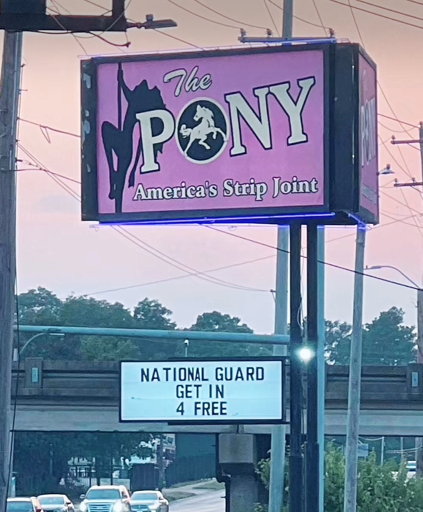 The
PONY
America's Strip Joint
NATIONAL GUARD
GET IN
4 FREE